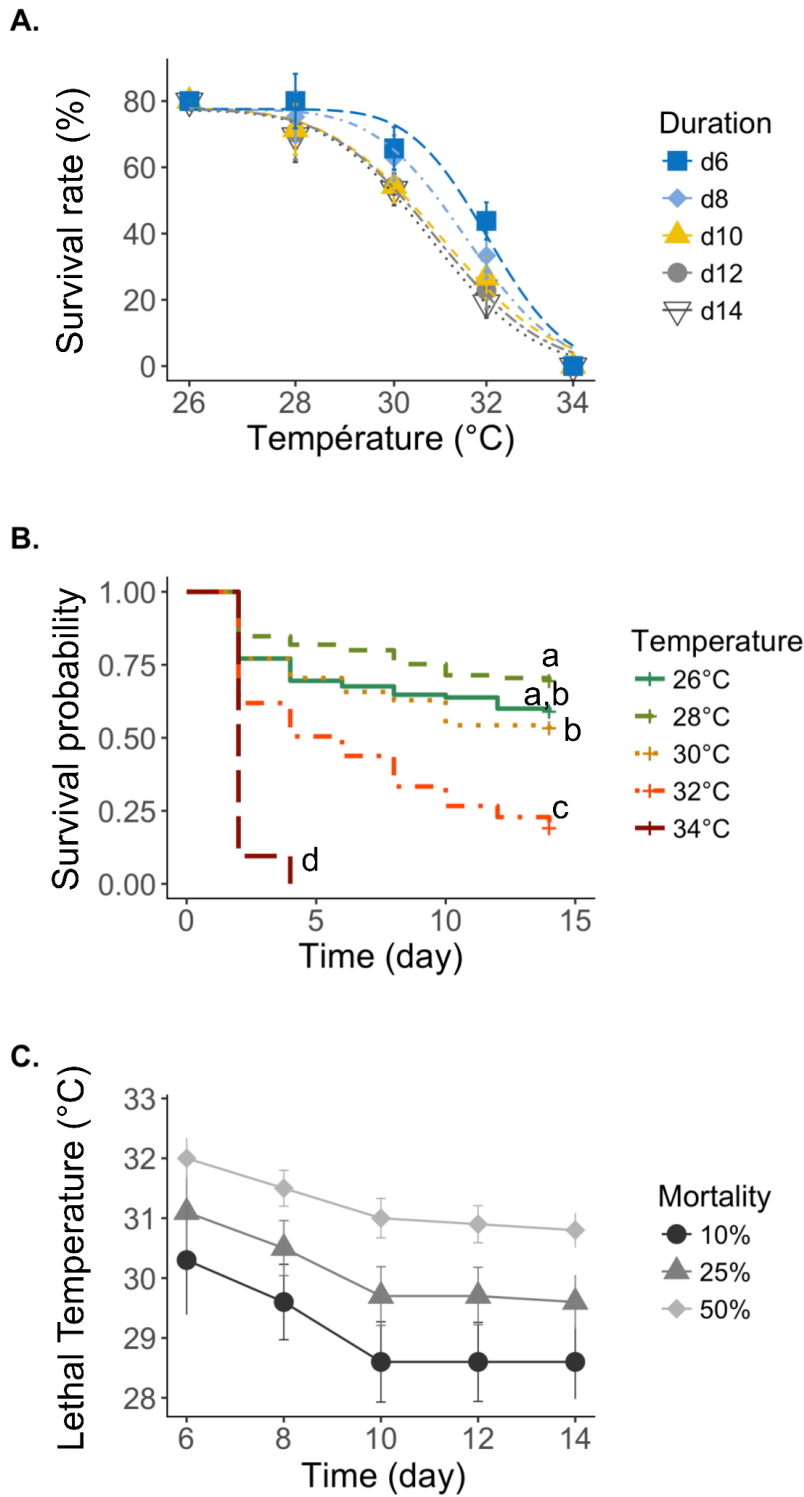 A.
Survival rate (%)
80
60
40
20
0
26 28 30 32 34
Température (°C)
Duration
d6
d8
d10
d12
d14
B.
Survival probability
1.00
0.75
0.50
0.25
0.00
a
a,b
b
c
d
0 5 10 15
Time (day)
Temperature
26°C
28°C
30°C
32°C
34°C
C.
Lethal Temperature (°C)
33
32
31
30
29
28
6 8 10 12 14
Time (day)
Mortality
10%
25%
50%